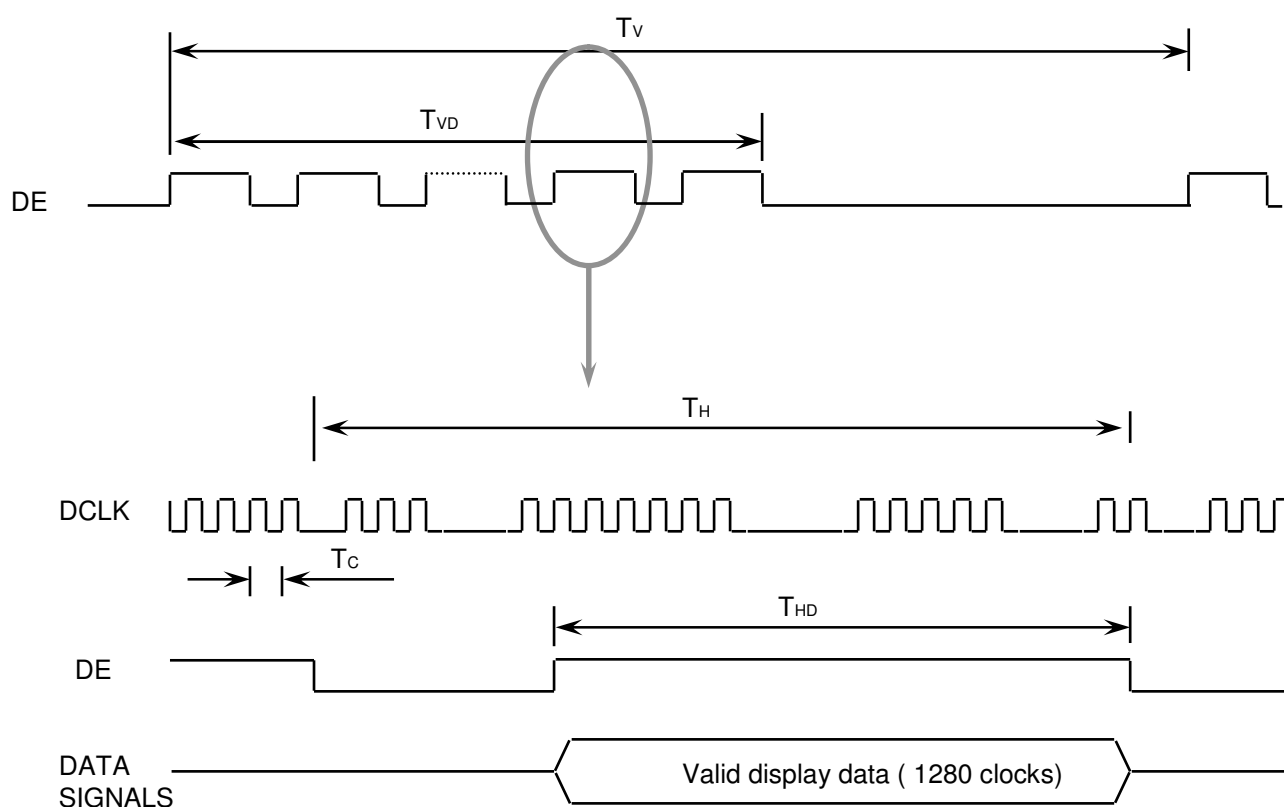 TV
TVD
DE
TH
DCLK
TC
THD
DE
DATA
SIGNALS
Valid display data ( 1280 clocks)